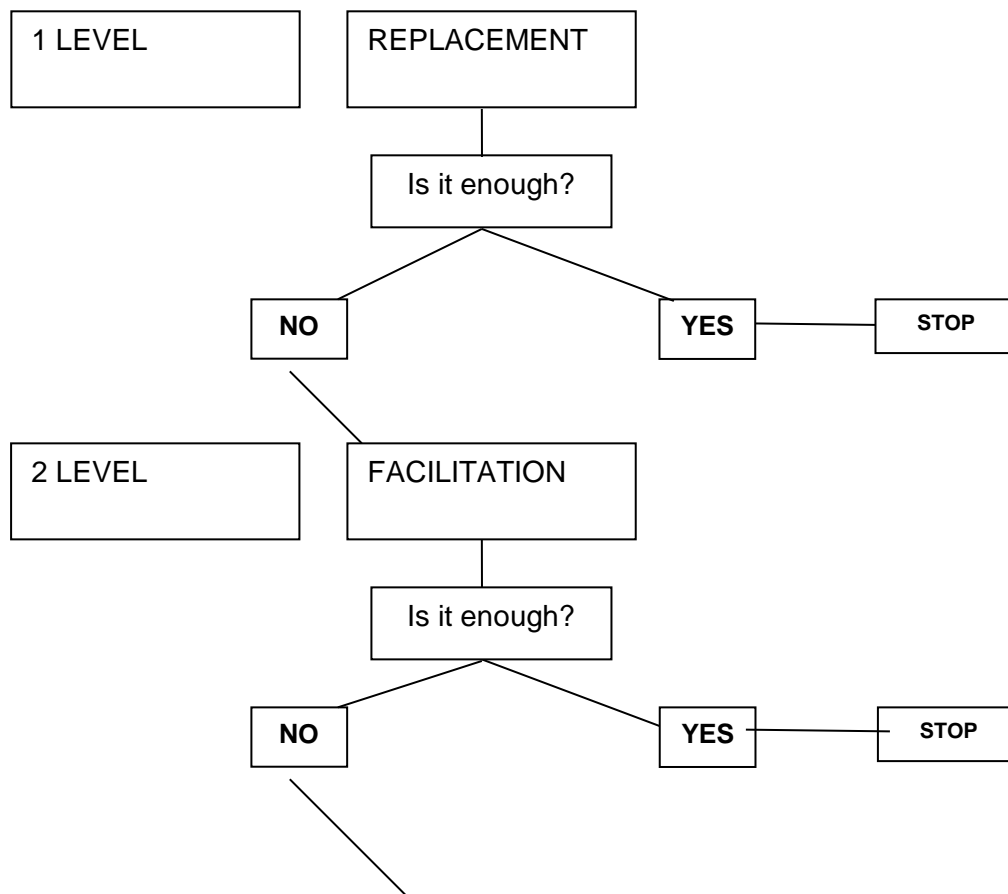 1 LEVEL
REPLACEMENT
Is it enough?
NO
YES
STOP
2 LEVEL
FACILITATION
Is it enough?
NO
YES
STOP